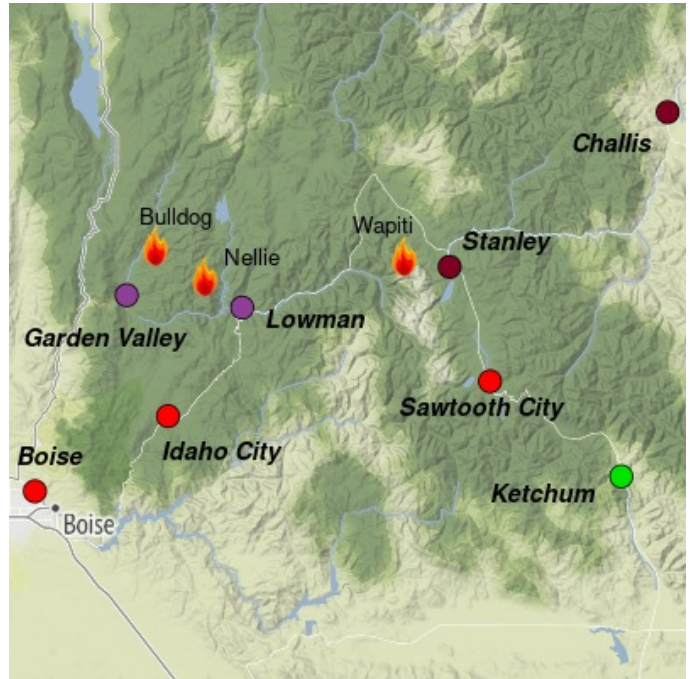 Challis
Bulldog
Wapiti
Stanley
Nellie
Lowman
Garden Valley
Sawtooth City
Idaho City
Boise
Ketchum
Boise